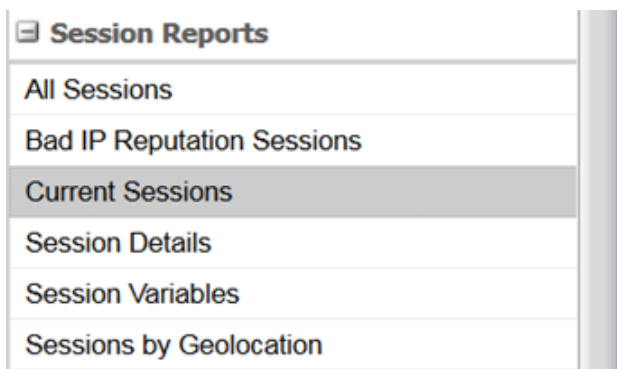 Session Reports
All Sessions
Bad IP Reputation Sessions
Current Sessions
Session Details
Session Variables
Sessions by Geolocation